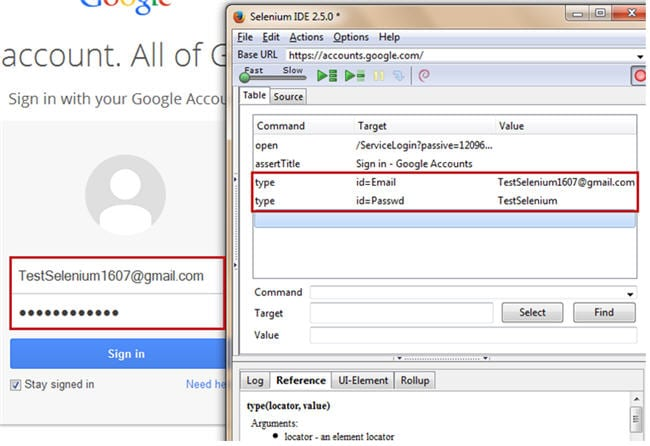 Google
account. All of G
Sign in with your Google Accou
TestSelenium1607@gmail.com
Sign in
Stay signed in
Need he
Selenium IDE 2.5.0 *
File Edit Actions Options Help
Base URL https://accounts.google.com/
Fast Slow
Table Source
Command Target Value
open /ServiceLogin?passive=12096...
assertTitle Sign in - Google Accounts
type id=Email TestSelenium1607@gmail.com
type id=Passwd TestSelenium
Command
Target Select Find
Value
Log Reference UI-Element Rollup
type(locator, value)
Arguments:
locator - an element locator